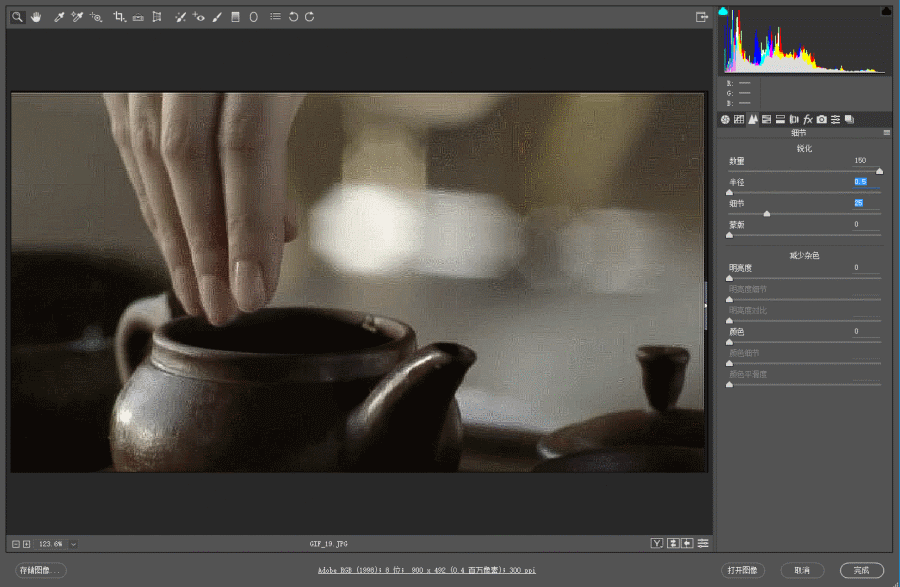 R: —
G: —
B: —
细节
锐化
数量 150
半径 0.5
细节 25
蒙版 0
减少杂色
明亮度 0
明亮度细节
明亮度对比
颜色 0
颜色细节
颜色平滑度
123.6% GIF_19.JPG Y
Adobe RGB (1998); 8 位; 900 x 492 (0.4 百万像素); 300 ppi
存储图像... 打开图像 取消 完成